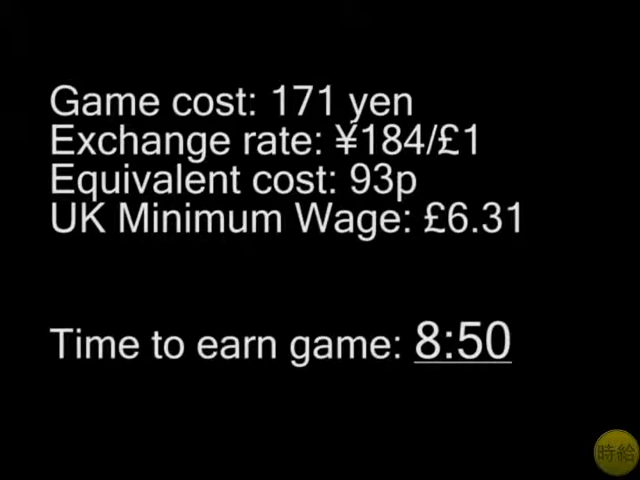 Game cost: 171 yen
Exchange rate: ¥184/£1
Equivalent cost: 93p
UK Minimum Wage: £6.31
Time to earn game: 8:50
時給